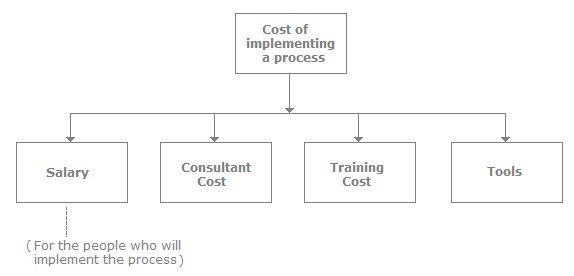 Cost of
implementing
a process
Salary
Consultant
Cost
Training
Cost
Tools
( For the people who will
implement the process )